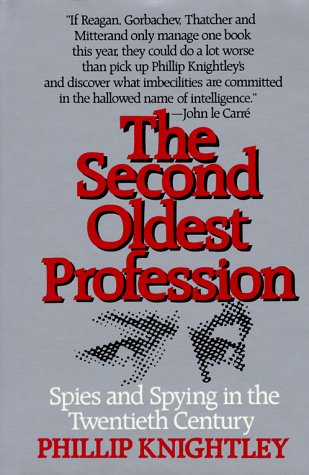 "If Reagan, Gorbachev, Thatcher and
Mitterand only manage one book
this year, they could do a lot worse
than pick up Phillip Knightley's
and discover what imbecilities are committed
in the hallowed name of intelligence."
—John le Carré
The
Second
Oldest
Profession
Spies and Spying in the
Twentieth Century
PHILLIP KNIGHTLEY